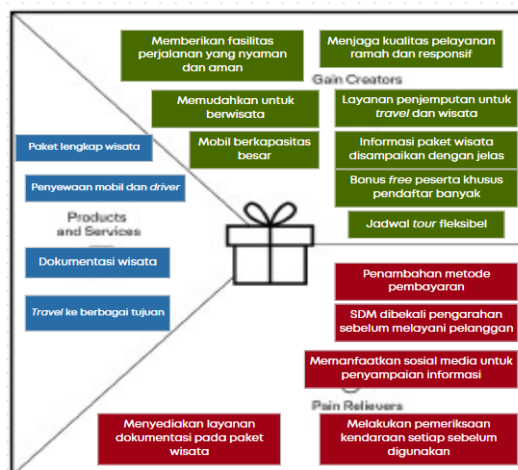 Memberikan fasilitas
perjalanan yang nyaman
dan aman
Menjaga kualitas pelayanan
ramah dan responsif
Gain Creators
Memudahkan untuk
berwisata
Layanan penjemputan untuk
travel dan wisata
Mobil berkapasitas
besar
Informasi paket wisata
disampaikan dengan jelas
Bonus free peserta khusus
pendaftar banyak
Jadwal tour fleksibel
Paket lengkap wisata
Penyewaan mobil dan driver
Products
and Services
Dokumentasi wisata
Travel ke berbagai tujuan
Penambahan metode
pembayaran
SDM dibekali pengarahan
sebelum melayani pelanggan
Memanfaatkan sosial media untuk
penyampaian informasi
Pain Relievers
Menyediakan layanan
dokumentasi pada paket
wisata
Melakukan pemeriksaan
kendaraan setiap sebelum
digunakan